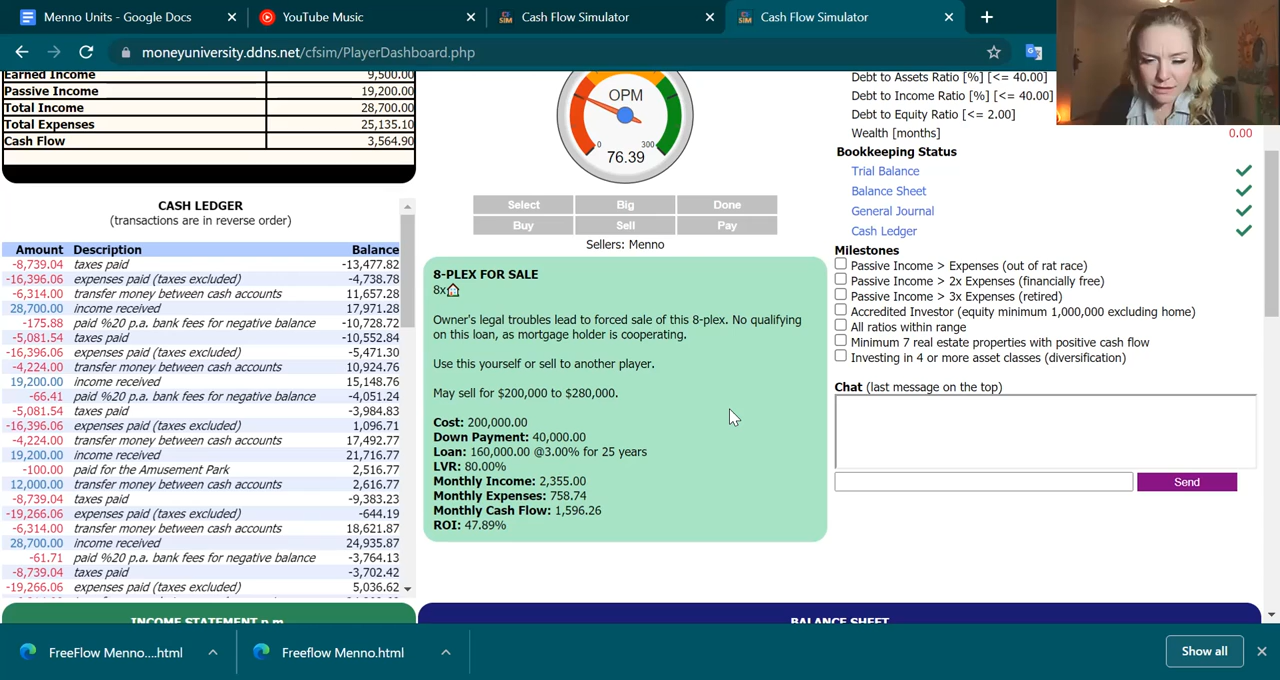 Menno Units - Google Docs
YouTube Music
Cash Flow Simulator
Cash Flow Simulator
moneyuniversity.ddns.net/cfsim/PlayerDashboard.php
Earned Income 9,500.00
Passive Income 19,200.00
Total Income 28,700.00
Total Expenses 25,135.10
Cash Flow 3,564.90
CASH LEDGER
(transactions are in reverse order)
Amount Description Balance
-8,739.04 taxes paid -13,477.82
-16,396.06 expenses paid (taxes excluded) -4,738.78
-6,314.00 transfer money between cash accounts 11,657.28
28,700.00 income received 17,971.28
-175.88 paid %20 p.a. bank fees for negative balance -10,728.72
-5,081.54 taxes paid -10,552.84
-16,396.06 expenses paid (taxes excluded) -5,471.30
-4,224.00 transfer money between cash accounts 10,924.76
19,200.00 income received 15,148.76
-66.41 paid %20 p.a. bank fees for negative balance -4,051.24
-5,081.54 taxes paid -3,984.83
-16,396.06 expenses paid (taxes excluded) 1,096.71
-4,224.00 transfer money between cash accounts 17,492.77
19,200.00 income received 21,716.77
-100.00 paid for the Amusement Park 2,516.77
12,000.00 transfer money between cash accounts 2,616.77
-8,739.04 taxes paid -9,383.23
-19,266.06 expenses paid (taxes excluded) -644.19
-6,314.00 transfer money between cash accounts 18,621.87
28,700.00 income received 24,935.87
-61.71 paid %20 p.a. bank fees for negative balance -3,764.13
-8,739.04 taxes paid -3,702.42
-19,266.06 expenses paid (taxes excluded) 5,036.62
INCOME STATEMENT p.m.
OPM
0 300
76.39
Select Big Done
Buy Sell Pay
Sellers: Menno
8-PLEX FOR SALE
8x
Owner's legal troubles lead to forced sale of this 8-plex. No qualifying
on this loan, as mortgage holder is cooperating.
Use this yourself or sell to another player.
May sell for $200,000 to $280,000.
Cost: 200,000.00
Down Payment: 40,000.00
Loan: 160,000.00 @3.00% for 25 years
LVR: 80.00%
Monthly Income: 2,355.00
Monthly Expenses: 758.74
Monthly Cash Flow: 1,596.26
ROI: 47.89%
BALANCE SHEET
Debt to Assets Ratio [%] [<= 40.00]
Debt to Income Ratio [%] [<= 40.00]
Debt to Equity Ratio [<= 2.00]
Wealth [months] 0.00
Bookkeeping Status
Trial Balance
Balance Sheet
General Journal
Cash Ledger
Milestones
Passive Income > Expenses (out of rat race)
Passive Income > 2x Expenses (financially free)
Passive Income > 3x Expenses (retired)
Accredited Investor (equity minimum 1,000,000 excluding home)
All ratios within range
Minimum 7 real estate properties with positive cash flow
Investing in 4 or more asset classes (diversification)
Chat (last message on the top)
Send
FreeFlow Menno....html
Freeflow Menno.html
Show all